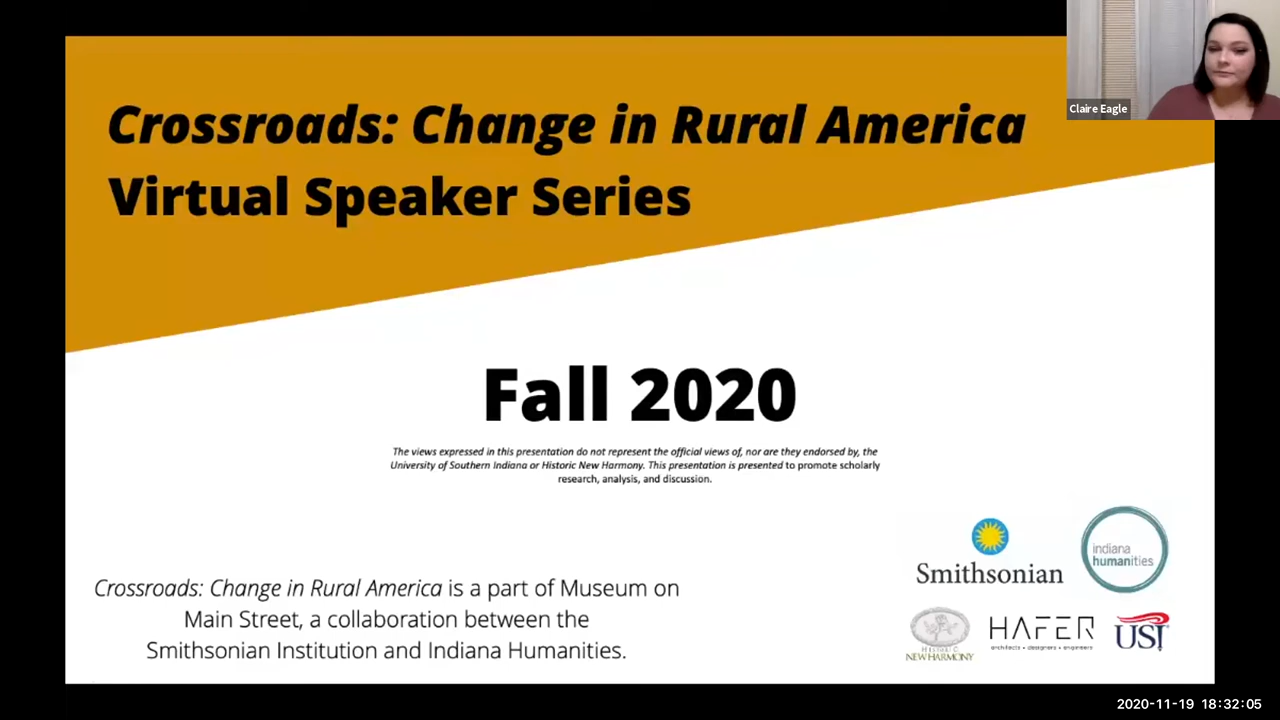 Crossroads: Change in Rural America
Virtual Speaker Series
Claire Eagle
Fall 2020
The views expressed in this presentation do not represent the official views of, nor are they endorsed by, the
University of Southern Indiana or Historic New Harmony. This presentation is presented to promote scholarly
research, analysis, and discussion.
Crossroads: Change in Rural America is a part of Museum on
Main Street, a collaboration between the
Smithsonian Institution and Indiana Humanities.
Smithsonian
indiana
humanities
HISTORIC
NEW HARMONY
HAFER
architects • designers • engineers
USI
2020-11-19 18:32:05